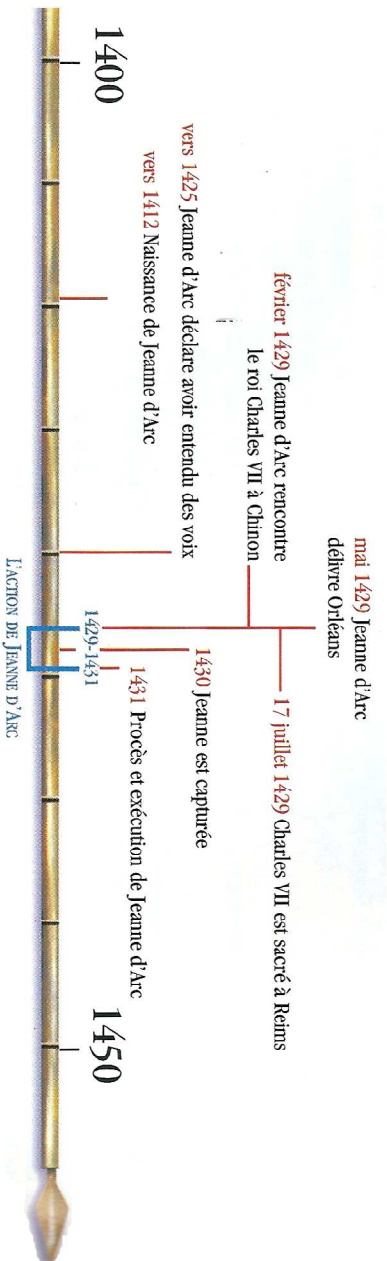 mai 1429 Jeanne d'Arc
délivre Orléans
février 1429 Jeanne d'Arc rencontre
le roi Charles VII à Chinon
17 juillet 1429 Charles VII est sacré à Reims
vers 1425 Jeanne d'Arc déclare avoir entendu des voix
1430 Jeanne est capturée
vers 1412 Naissance de Jeanne d'Arc
1431 Procès et exécution de Jeanne d'Arc
1400
1429-1431
1450
L'ACTION DE JEANNE D'ARC